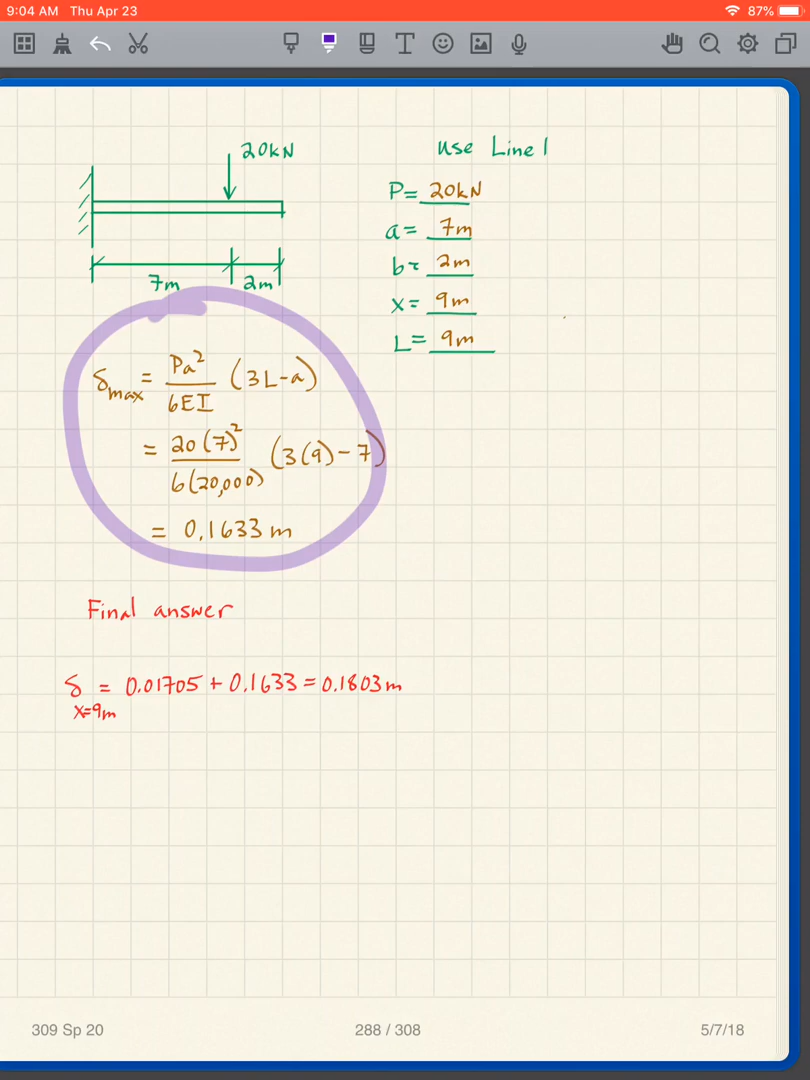 9:04 AM Thu Apr 23
87%
20kN
7m
2m
Use Line 1
P= 20kN
a= 7m
b= 2m
x= 9m
L= 9m
δmax = Pa²/6EI (3L-a)
= 20(7)²/6(20,000) (3(9)-7)
= 0.1633 m
Final answer
δ x=9m = 0.01705 + 0.1633 = 0.1803 m
309 Sp 20
288 / 308
5/7/18